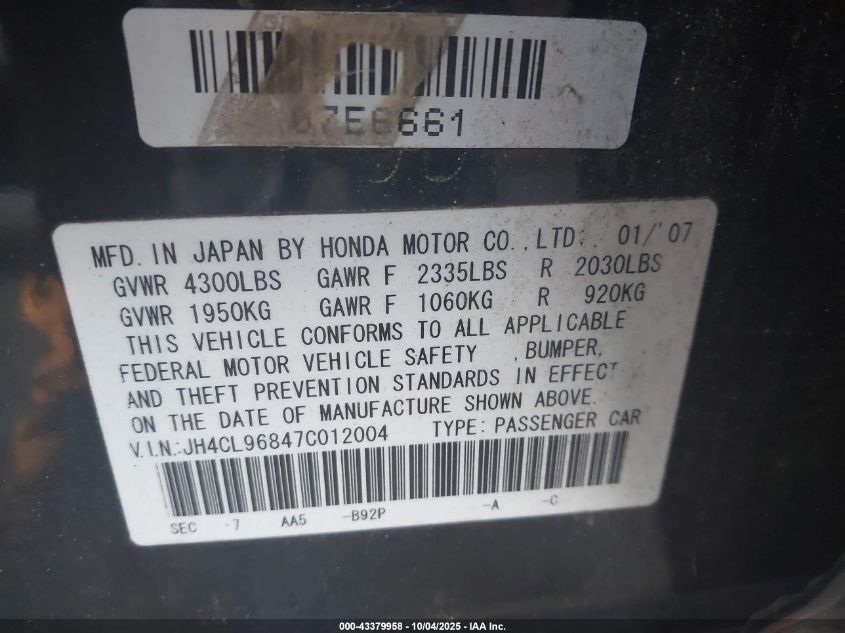 07E6661
MFD. IN JAPAN BY HONDA MOTOR CO., LTD. 01/'07
GVWR 4300LBS GAWR F 2335LBS R 2030LBS
GVWR 1950KG GAWR F 1060KG R 920KG
THIS VEHICLE CONFORMS TO ALL APPLICABLE
FEDERAL MOTOR VEHICLE SAFETY , BUMPER,
AND THEFT PREVENTION STANDARDS IN EFFECT
ON THE DATE OF MANUFACTURE SHOWN ABOVE.
V.I.N.:JH4CL96847C012004 TYPE: PASSENGER CAR
SEC -7 AA5 -B92P -A -C
000-43379958 - 10/04/2025 - IAA Inc.